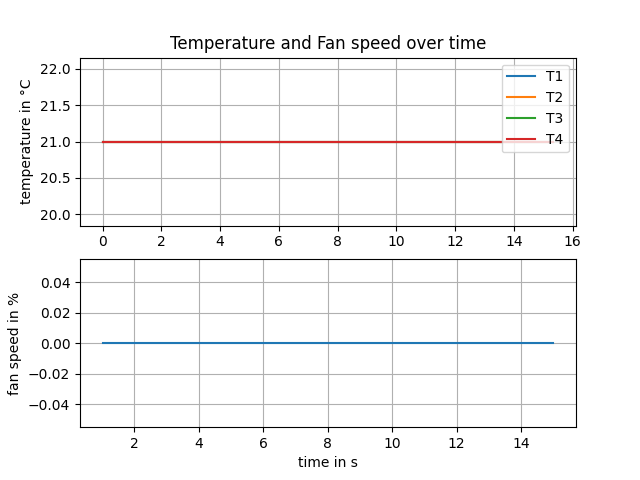 Temperature and Fan speed over time
temperature in °C
22.0
21.5
21.0
20.5
20.0
T1
T2
T3
T4
0 2 4 6 8 10 12 14 16
fan speed in %
0.04
0.02
0.00
−0.02
−0.04
2 4 6 8 10 12 14
time in s